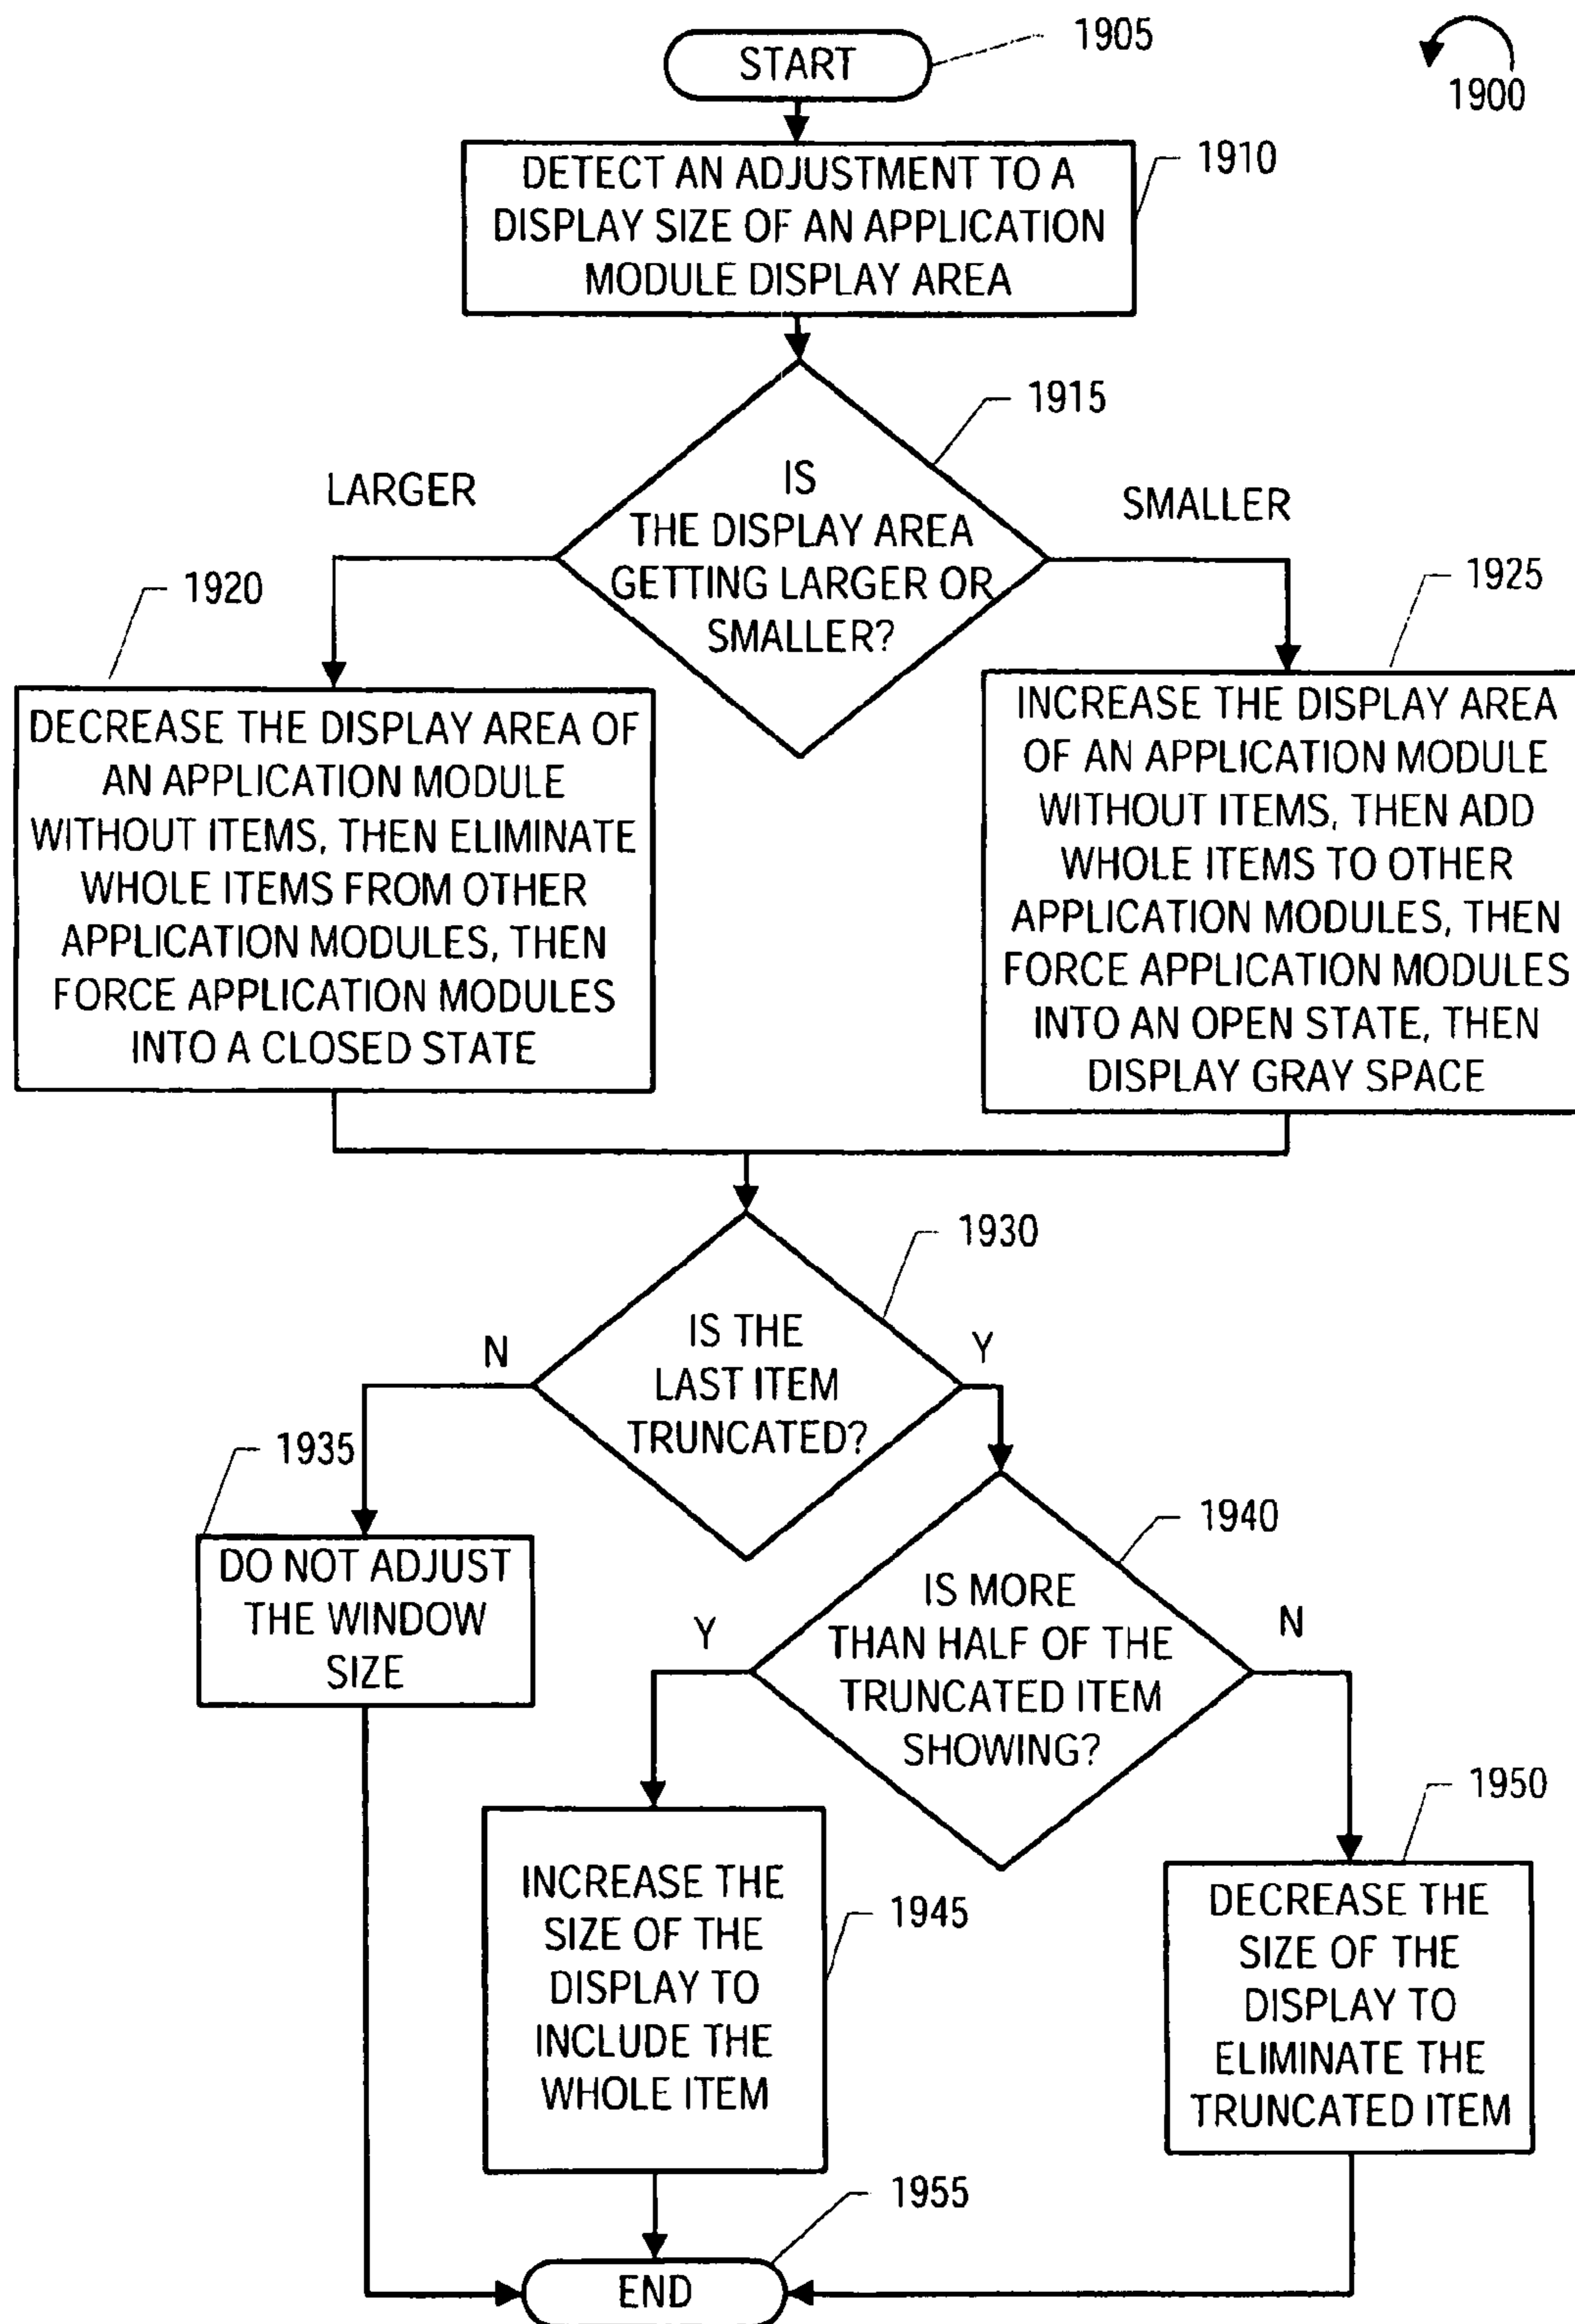 START
1905
1900
DETECT AN ADJUSTMENT TO A
DISPLAY SIZE OF AN APPLICATION
MODULE DISPLAY AREA
1910
1915
IS
THE DISPLAY AREA
GETTING LARGER OR
SMALLER?
LARGER
SMALLER
1920
1925
DECREASE THE DISPLAY AREA OF
AN APPLICATION MODULE
WITHOUT ITEMS, THEN ELIMINATE
WHOLE ITEMS FROM OTHER
APPLICATION MODULES, THEN
FORCE APPLICATION MODULES
INTO A CLOSED STATE
INCREASE THE DISPLAY AREA
OF AN APPLICATION MODULE
WITHOUT ITEMS, THEN ADD
WHOLE ITEMS TO OTHER
APPLICATION MODULES, THEN
FORCE APPLICATION MODULES
INTO AN OPEN STATE, THEN
DISPLAY GRAY SPACE
1930
IS THE
LAST ITEM
TRUNCATED?
N
Y
1935
DO NOT ADJUST
THE WINDOW
SIZE
1940
IS MORE
THAN HALF OF THE
TRUNCATED ITEM
SHOWING?
Y
N
1945
INCREASE THE
SIZE OF THE
DISPLAY TO
INCLUDE THE
WHOLE ITEM
1950
DECREASE THE
SIZE OF THE
DISPLAY TO
ELIMINATE THE
TRUNCATED ITEM
1955
END